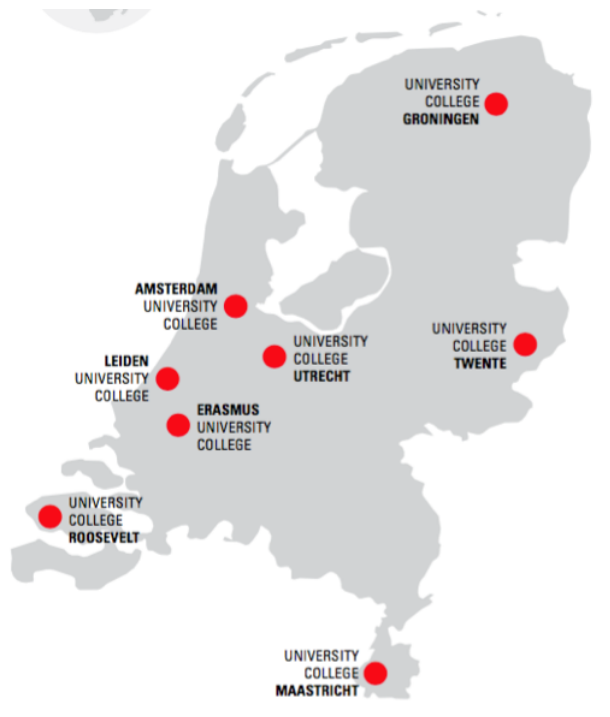 UNIVERSITY
COLLEGE
GRONINGEN
AMSTERDAM
UNIVERSITY
COLLEGE
UNIVERSITY
COLLEGE
TWENTE
UNIVERSITY
COLLEGE
UTRECHT
LEIDEN
UNIVERSITY
COLLEGE
ERASMUS
UNIVERSITY
COLLEGE
UNIVERSITY
COLLEGE
ROOSEVELT
UNIVERSITY
COLLEGE
MAASTRICHT